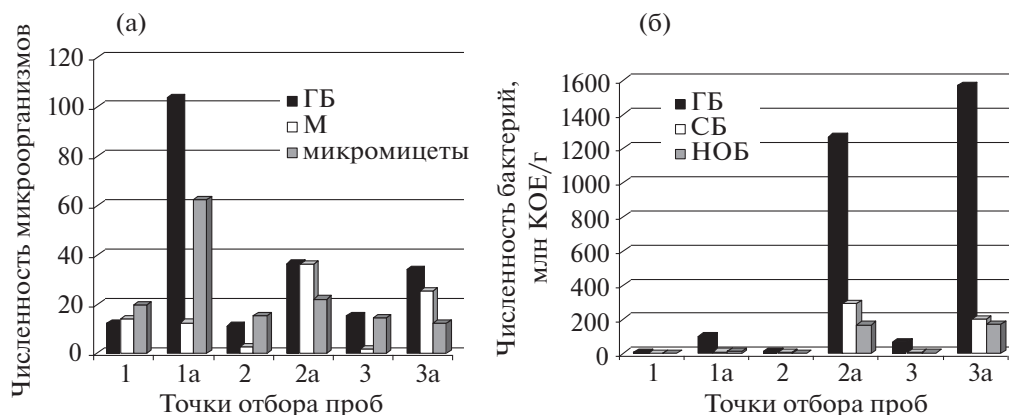 (а)
Численность микроорганизмов
120
100
80
60
40
20
0
ГБ
М
микромицеты
1 1а 2 2а 3 3а
Точки отбора проб
(б)
Численность бактерий,
млн КОЕ/г
1600
1400
1200
1000
800
600
400
200
0
ГБ
СБ
НОБ
1 1а 2 2а 3 3а
Точки отбора проб